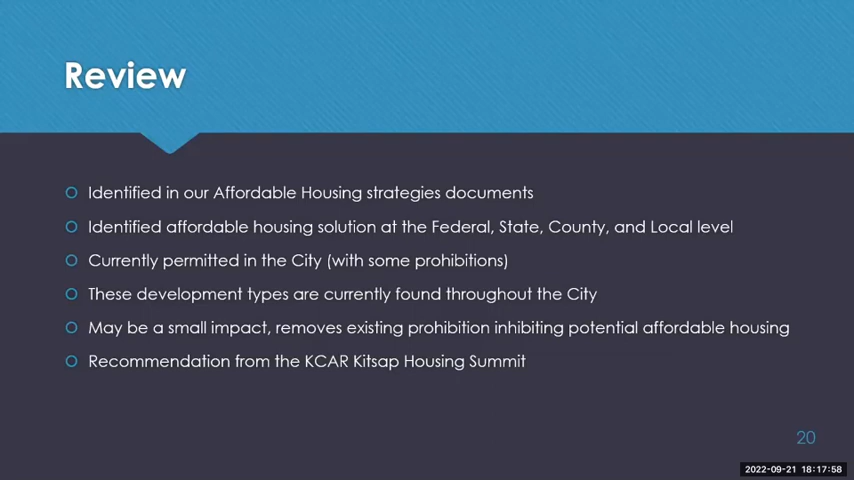 Review
Identified in our Affordable Housing strategies documents
Identified affordable housing solution at the Federal, State, County, and Local level
Currently permitted in the City (with some prohibitions)
These development types are currently found throughout the City
May be a small impact, removes existing prohibition inhibiting potential affordable housing
Recommendation from the KCAR Kitsap Housing Summit
20
2022-09-21 18:17:58